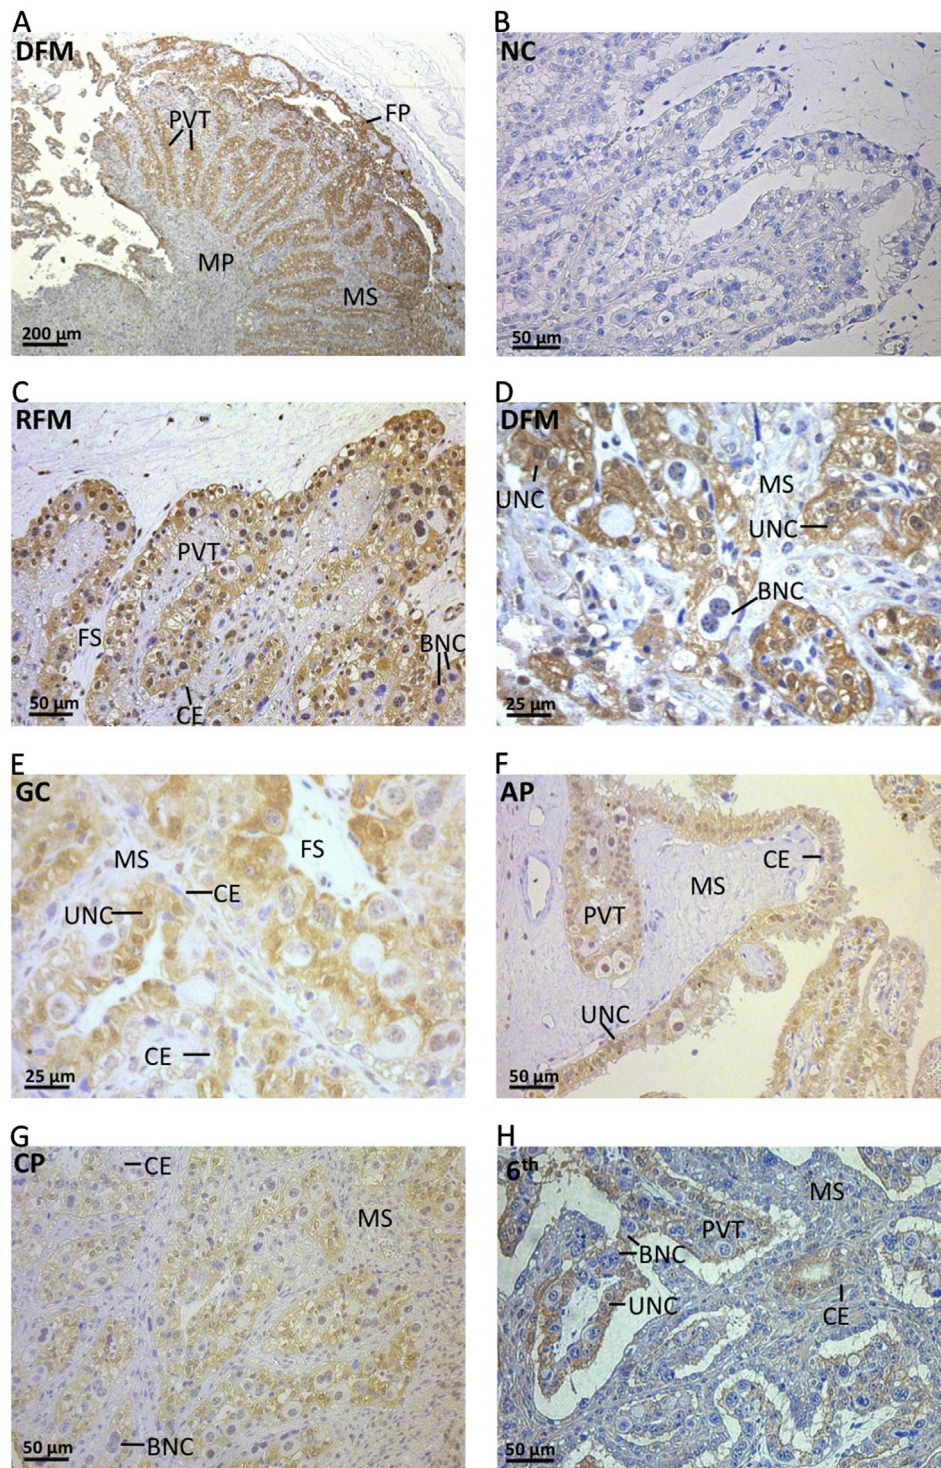 A
DFM
PVT
FP
MP
MS
200 µm
B
NC
50 µm
C
RFM
PVT
FS
BNC
CE
50 µm
D
DFM
UNC
MS
UNC
BNC
25 µm
E
GC
FS
MS
CE
UNC
CE
25 µm
F
AP
CE
MS
PVT
UNC
50 µm
G
CP
CE
MS
BNC
50 µm
H
6th
MS
PVT
BNC
UNC
CE
50 µm